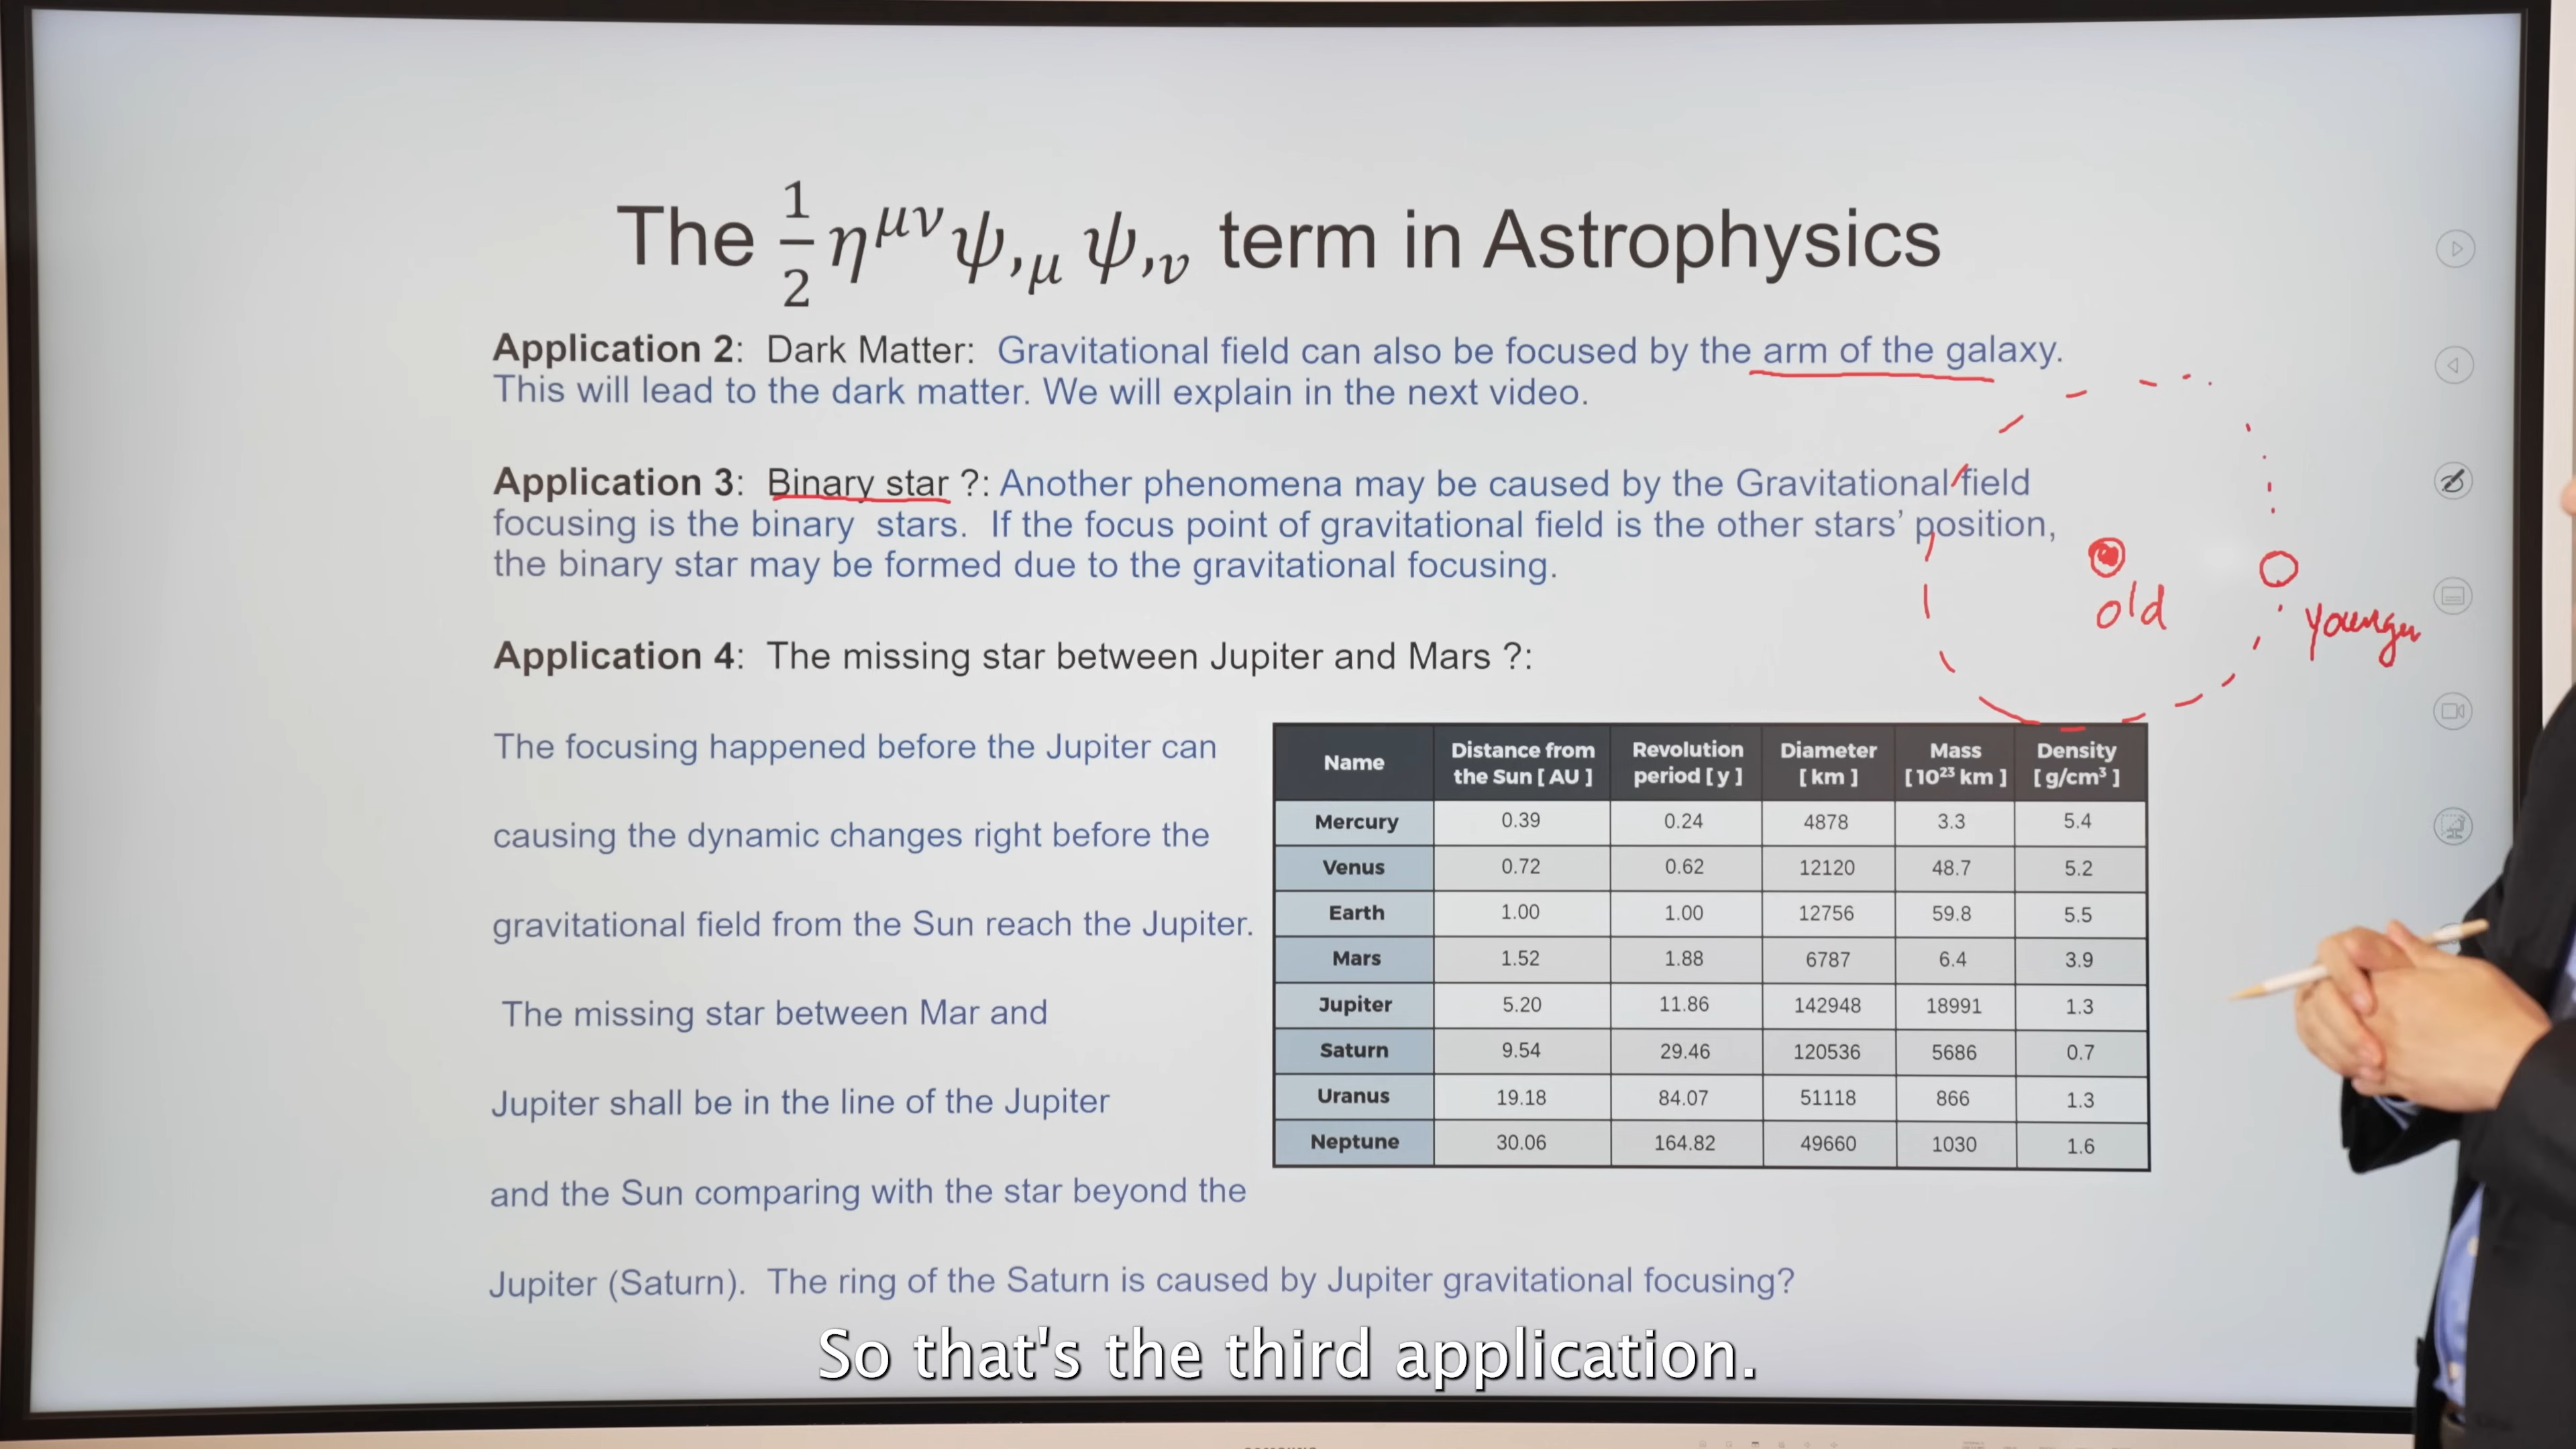 The 1/2 η^{μν} ψ,_μ ψ,_ν term in Astrophysics
Application 2: Dark Matter: Gravitational field can also be focused by the arm of the galaxy.
This will lead to the dark matter. We will explain in the next video.
Application 3: Binary star ?: Another phenomena may be caused by the Gravitational field
focusing is the binary stars. If the focus point of gravitational field is the other stars’ position,
the binary star may be formed due to the gravitational focusing.
old
younger
Application 4: The missing star between Jupiter and Mars ?:
The focusing happened before the Jupiter can
causing the dynamic changes right before the
gravitational field from the Sun reach the Jupiter.
The missing star between Mar and
Jupiter shall be in the line of the Jupiter
and the Sun comparing with the star beyond the
Jupiter (Saturn). The ring of the Saturn is caused by Jupiter gravitational focusing?
Name Distance from the Sun [ AU ] Revolution period [ y ] Diameter [ km ] Mass [ 10²³ km ] Density [ g/cm³ ]
Mercury 0.39 0.24 4878 3.3 5.4
Venus 0.72 0.62 12120 48.7 5.2
Earth 1.00 1.00 12756 59.8 5.5
Mars 1.52 1.88 6787 6.4 3.9
Jupiter 5.20 11.86 142948 18991 1.3
Saturn 9.54 29.46 120536 5686 0.7
Uranus 19.18 84.07 51118 866 1.3
Neptune 30.06 164.82 49660 1030 1.6
So that's the third application.